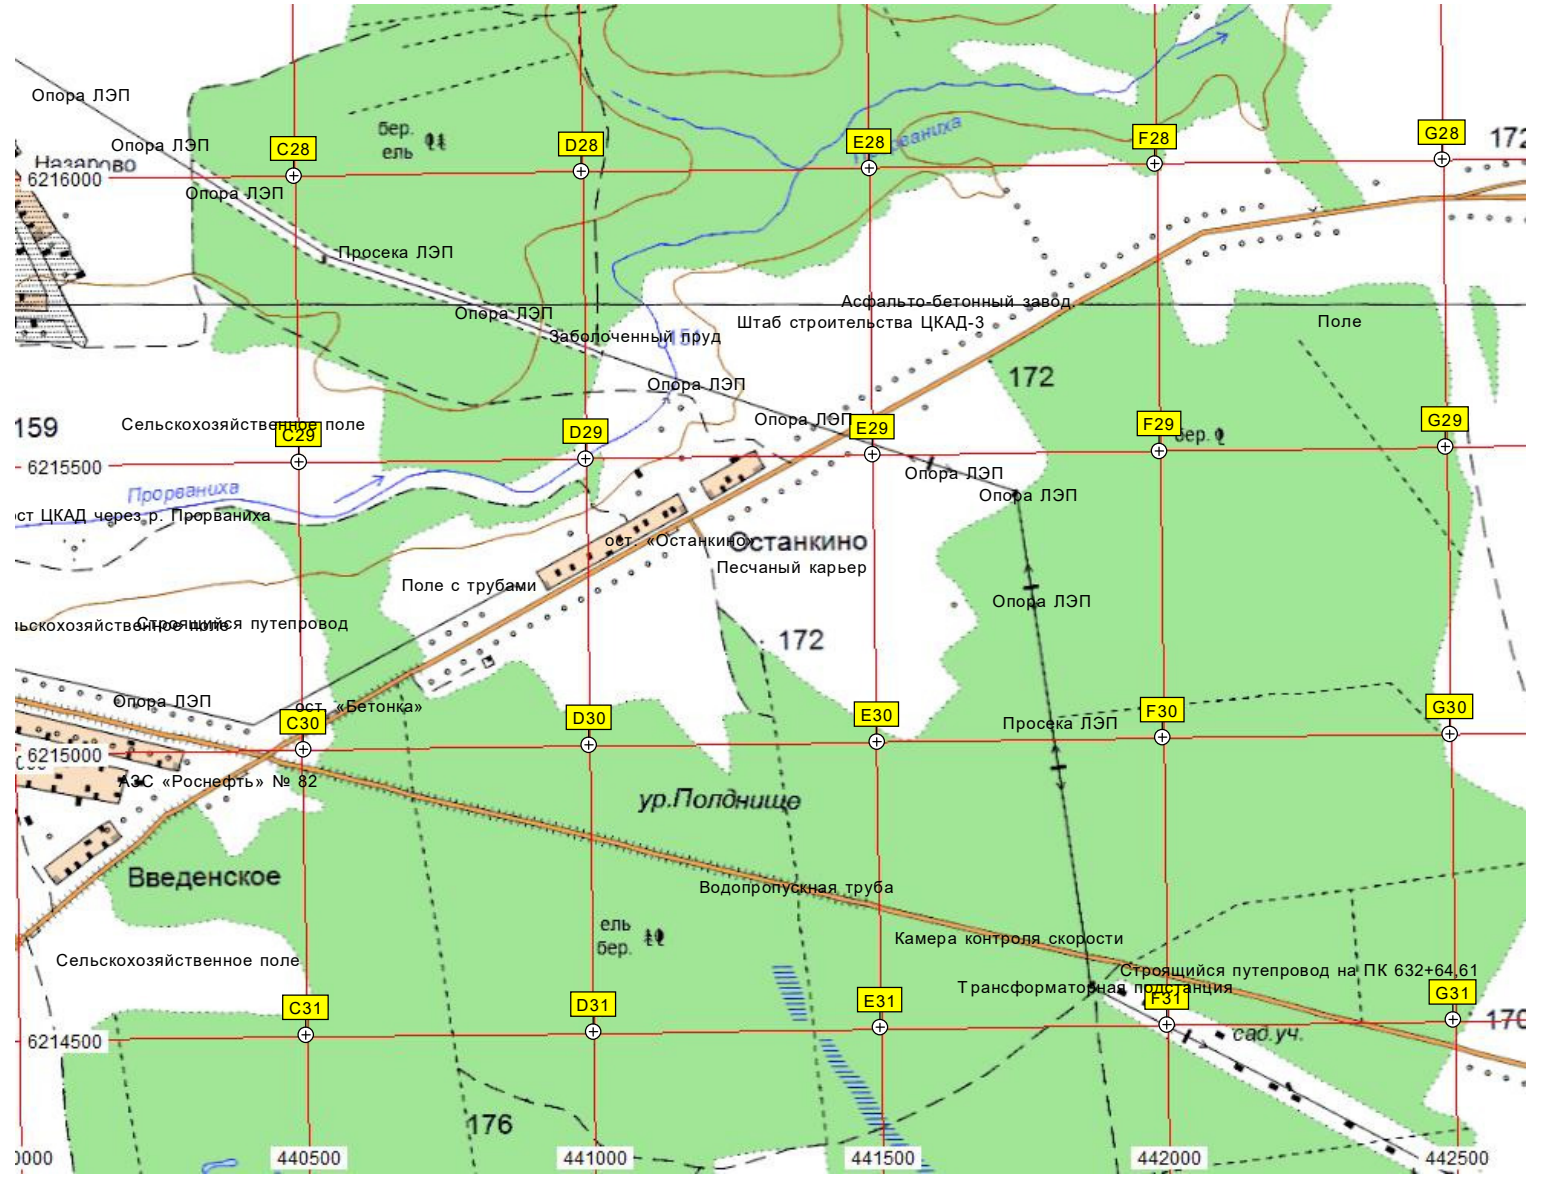 Опора ЛЭП
Опора ЛЭП
бер.
ель
C28
D28
E28
F28
G28
Назарово
6216000
Опора ЛЭП
Просека ЛЭП
Асфальто-бетонный завод.
Опора ЛЭП
Штаб строительства ЦКАД-3
Поле
Заболоченный пруд
151
172
Опора ЛЭП
159
Сельскохозяйственное поле
Опора ЛЭП
C29
D29
E29
F29
бер.
G29
6215500
Опора ЛЭП
Опора ЛЭП
Прорваниха
ост ЦКАД через р. Прорваниха
ост. «Останкино»
Останкино
Песчаный карьер
Поле с трубами
Опора ЛЭП
льскохозяйственное поле
Строящийся путепровод
172
Опора ЛЭП
ост. «Бетонка»
C30
D30
E30
Просека ЛЭП
F30
G30
6215000
АЗС «Роснефть» № 82
ур.Полднище
Введенское
Водопропускная труба
ель
бер.
Камера контроля скорости
Сельскохозяйственное поле
Строящийся путепровод на ПК 632+64,61
Трансформаторная подстанция
C31
D31
E31
F31
G31
170
сад.уч.
6214500
176
0000
440500
441000
441500
442000
442500